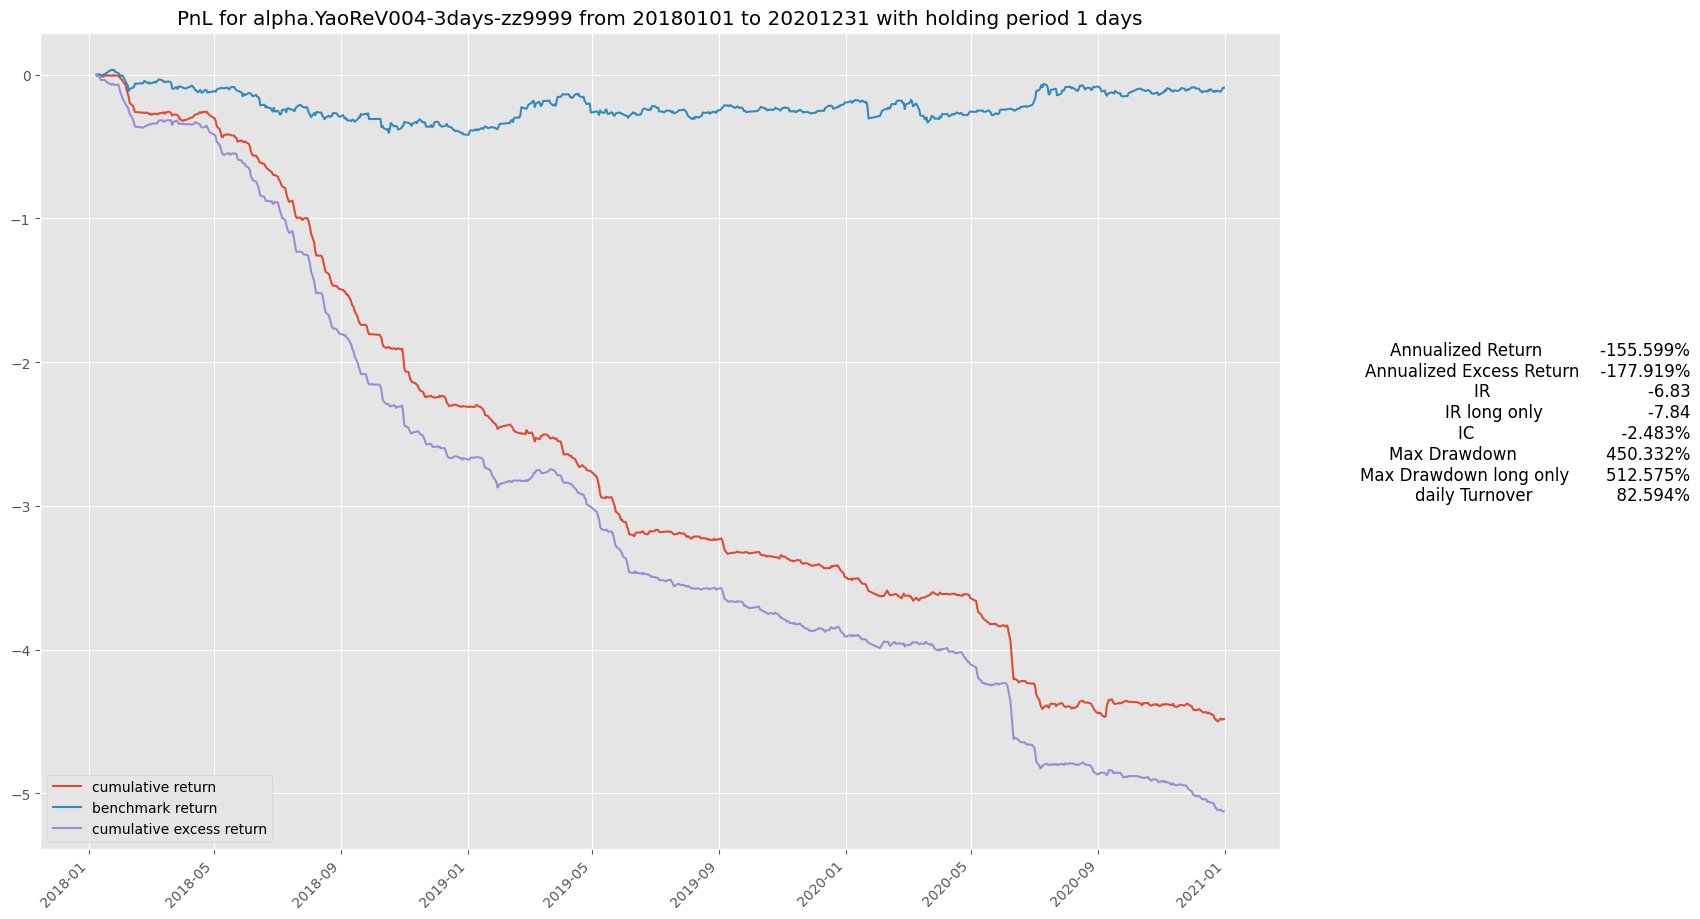 PnL for alpha.YaoReV004-3days-zz9999 from 20180101 to 20201231 with holding period 1 days
0
−1
−2
−3
−4
−5
cumulative return
benchmark return
cumulative excess return
2018-01
2018-05
2018-09
2019-01
2019-05
2019-09
2020-01
2020-05
2020-09
2021-01
Annualized Return -155.599%
Annualized Excess Return -177.919%
IR -6.83
IR long only -7.84
IC -2.483%
Max Drawdown 450.332%
Max Drawdown long only 512.575%
daily Turnover 82.594%